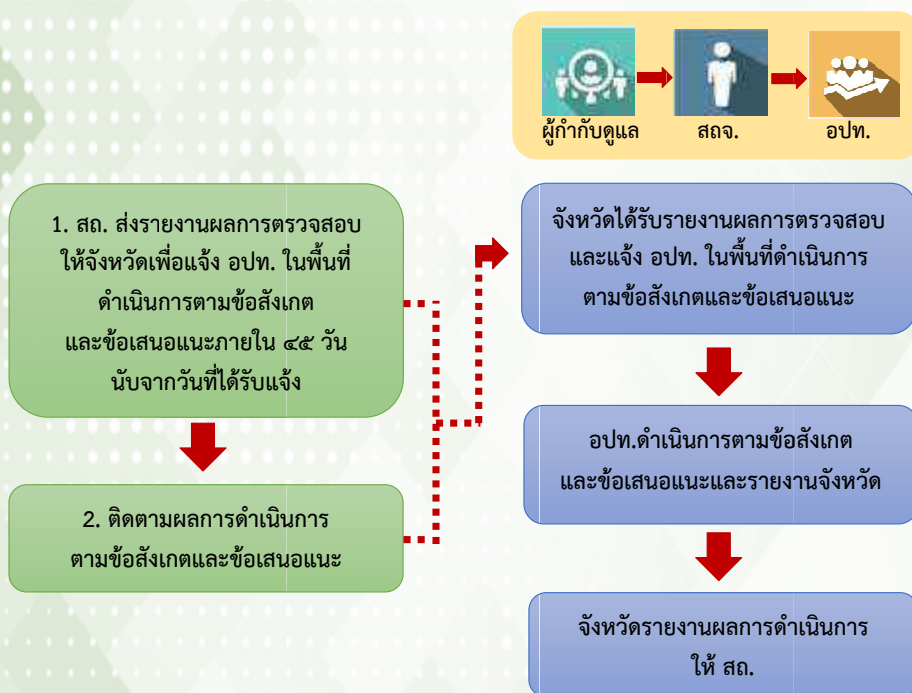 ผู้กำกับดูแล
สถจ.
อปท.
1. สถ. ส่งรายงานผลการตรวจสอบ
ให้จังหวัดเพื่อแจ้ง อปท. ในพื้นที่
ดำเนินการตามข้อสังเกต
และข้อเสนอแนะภายใน ๔๕ วัน
นับจากวันที่ได้รับแจ้ง
2. ติดตามผลการดำเนินการ
ตามข้อสังเกตและข้อเสนอแนะ
จังหวัดได้รับรายงานผลการตรวจสอบ
และแจ้ง อปท. ในพื้นที่ดำเนินการ
ตามข้อสังเกตและข้อเสนอแนะ
อปท.ดำเนินการตามข้อสังเกต
และข้อเสนอแนะและรายงานจังหวัด
จังหวัดรายงานผลการดำเนินการ
ให้ สถ.